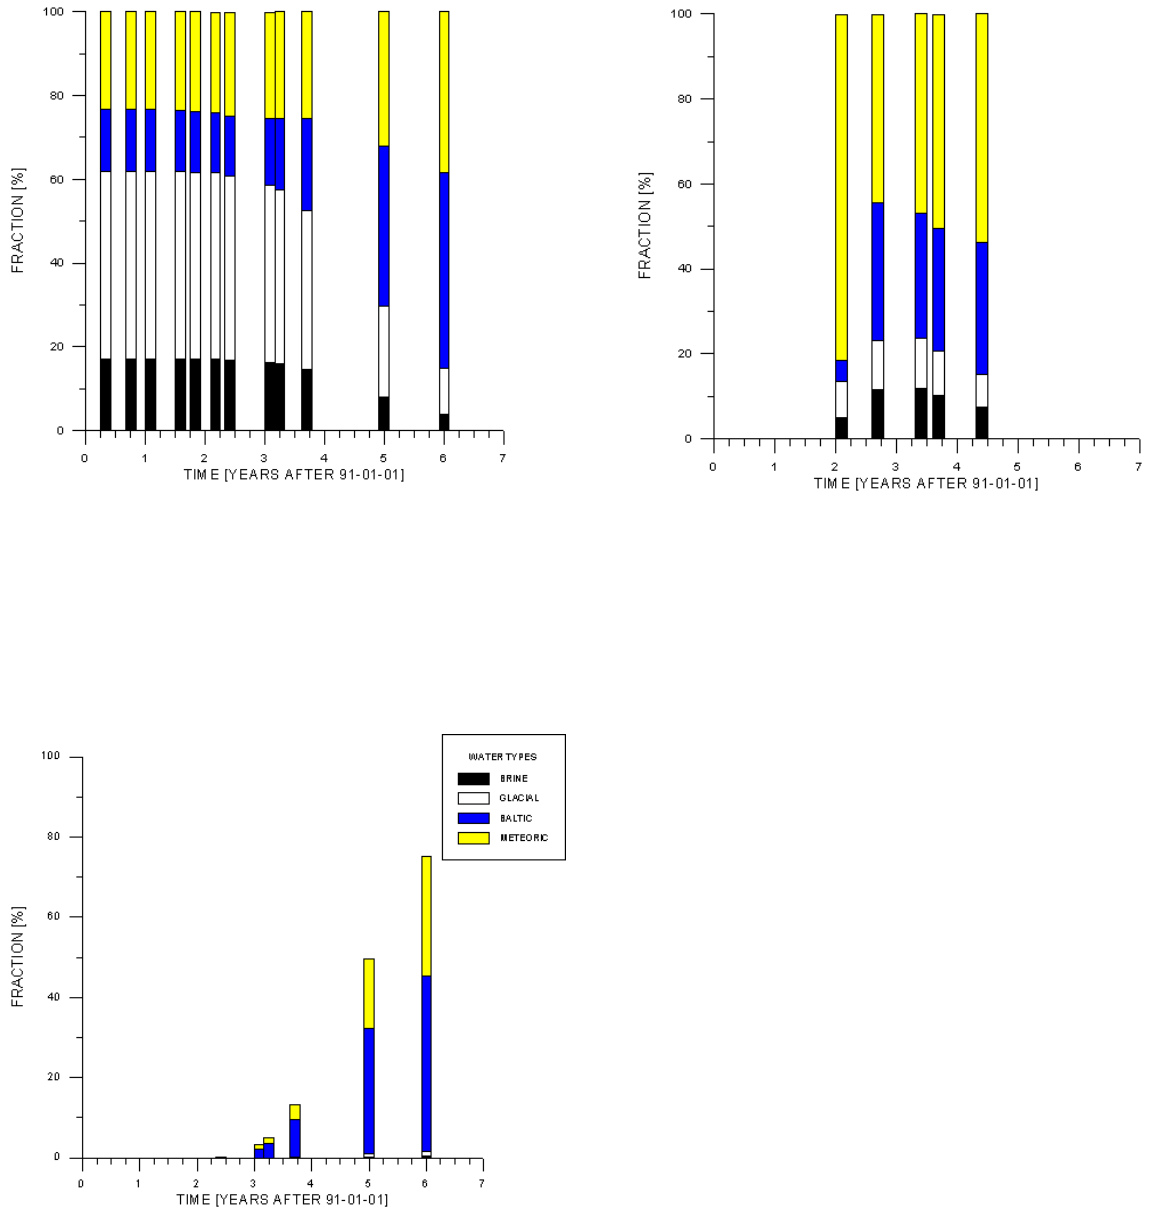 100
80
60
40
20
0
FRACTION [%]
0 1 2 3 4 5 6 7
TIME [YEARS AFTER 91-01-01]
100
80
60
40
20
0
FRACTION [%]
0 1 2 3 4 5 6 7
TIME [YEARS AFTER 91-01-01]
100
80
60
40
20
0
FRACTION [%]
0 1 2 3 4 5 6 7
TIME [YEARS AFTER 91-01-01]
WATER TYPES
BRINE
GLACIAL
BALTIC
METEORIC